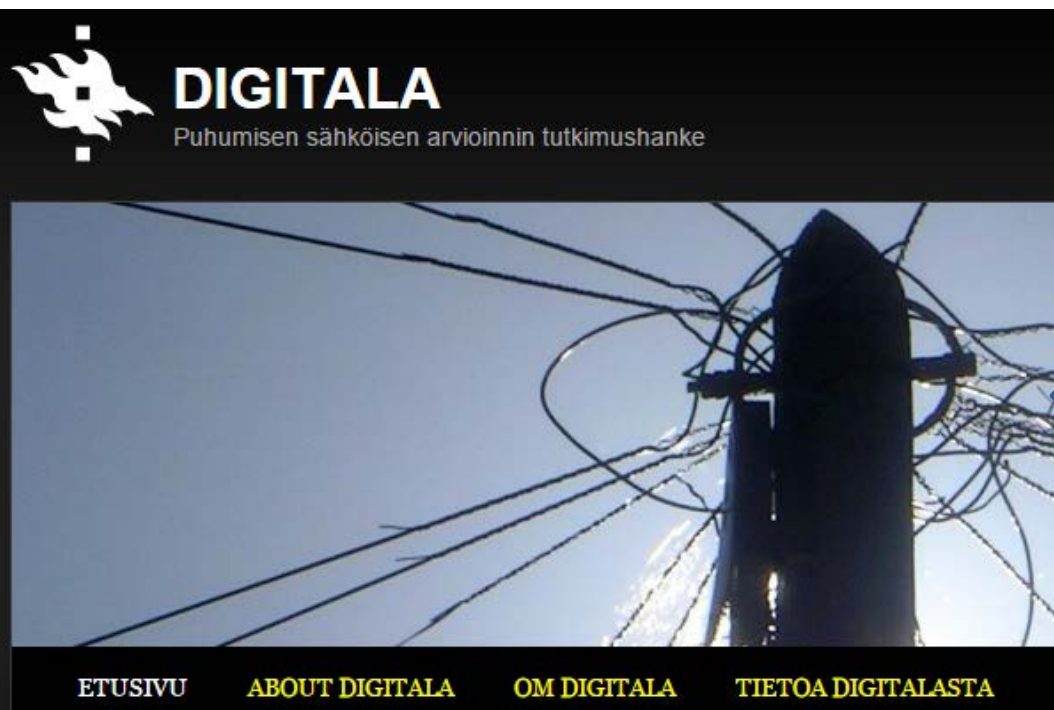 DIGITALA
Puhumisen sähköisen arvioinnin tutkimushanke
ETUSIVU ABOUT DIGITALA OM DIGITALA TIETOA DIGITALASTA